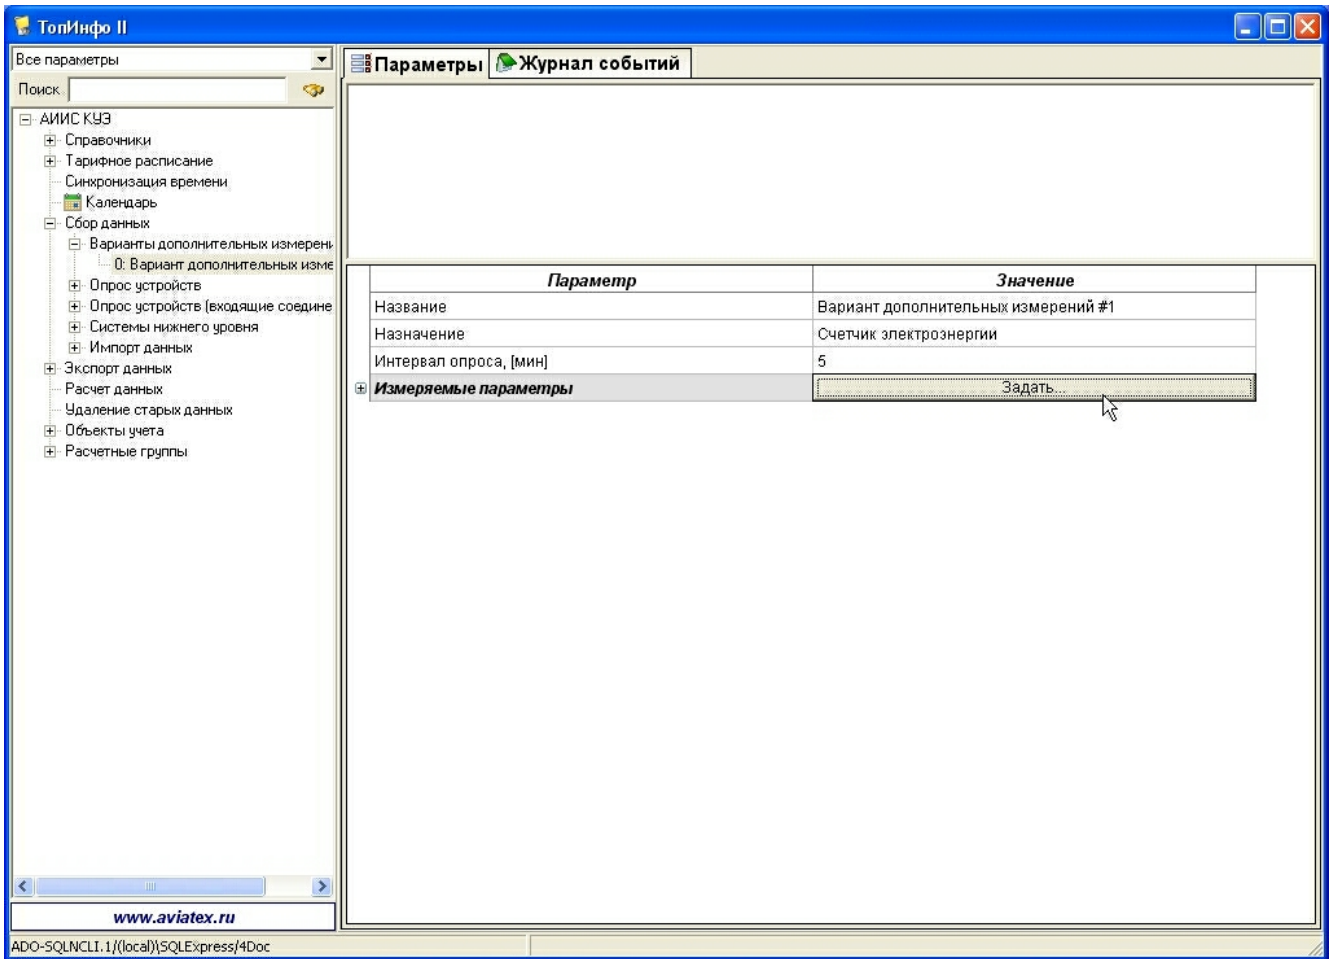 ТопИнфо II
Все параметры
Поиск
АИИС КУЭ
Справочники
Тарифное расписание
Синхронизация времени
Календарь
Сбор данных
Варианты дополнительных измерени
0: Вариант дополнительных изме
Опрос устройств
Опрос устройств (входящие соедине
Системы нижнего уровня
Импорт данных
Экспорт данных
Расчет данных
Удаление старых данных
Объекты учета
Расчетные группы
www.aviatex.ru
Параметры Журнал событий
Параметр Значение
Название Вариант дополнительных измерений #1
Назначение Счетчик электроэнергии
Интервал опроса, [мин] 5
Измеряемые параметры Задать...
ADO-SQLNCLI.1/(local)\SQLExpress/4Doc